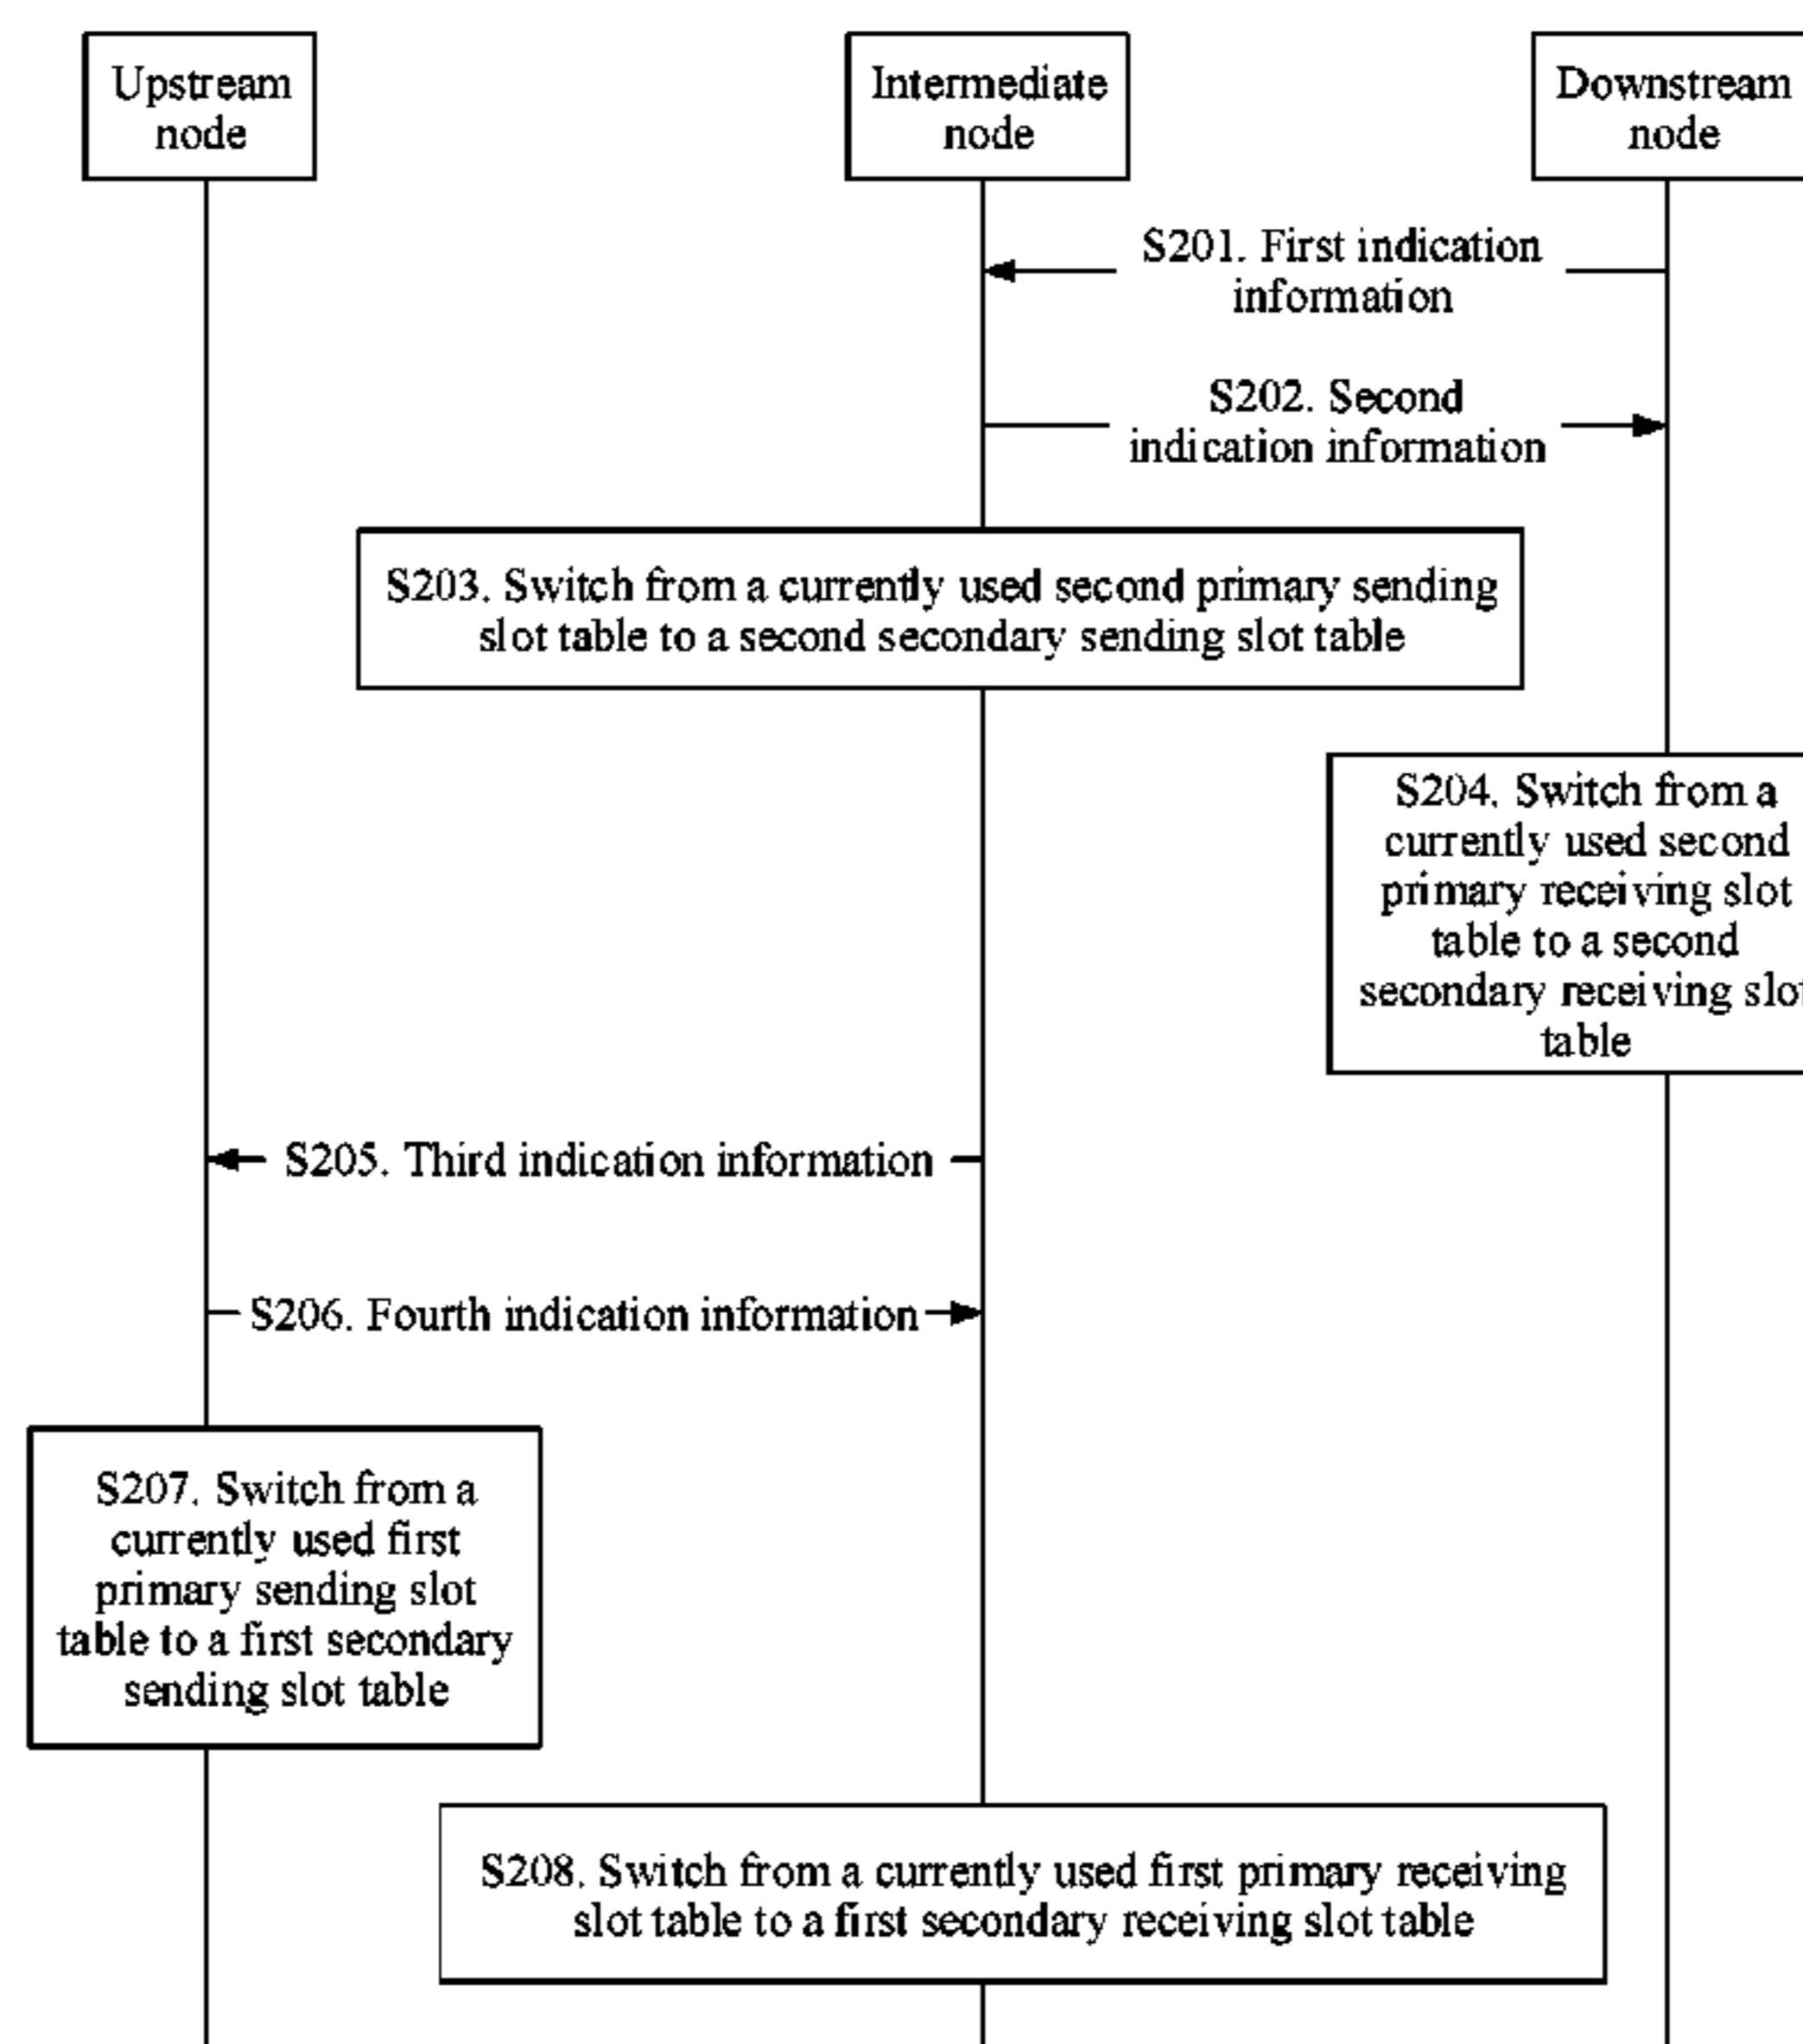 Upstream
node
Intermediate
node
Downstream
node
S201. First indication
information
S202. Second
indication information
S203. Switch from a currently used second primary sending
slot table to a second secondary sending slot table
S204. Switch from a
currently used second
primary receiving slot
table to a second
secondary receiving slot
table
S205. Third indication information
S206. Fourth indication information
S207. Switch from a
currently used first
primary sending slot
table to a first secondary
sending slot table
S208. Switch from a currently used first primary receiving
slot table to a first secondary receiving slot table